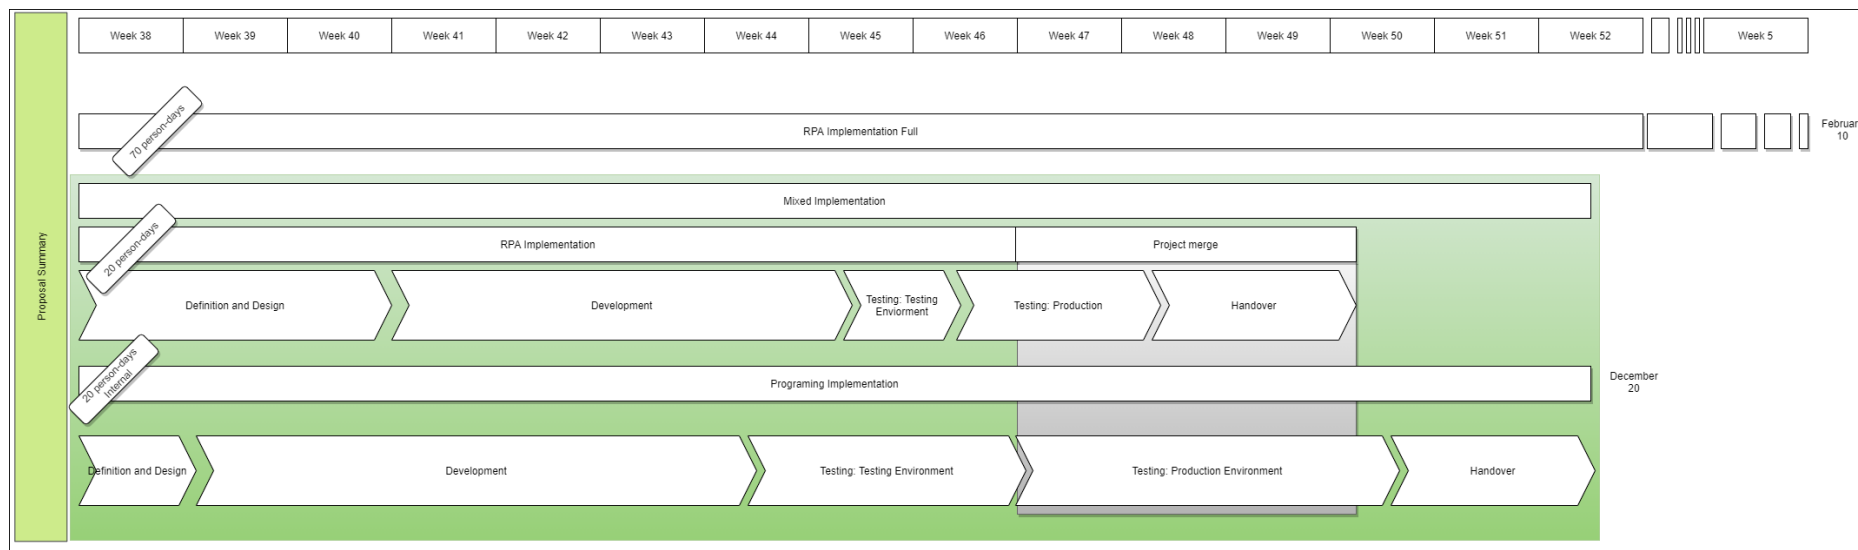 Proposal Summary
Week 38
Week 39
Week 40
Week 41
Week 42
Week 43
Week 44
Week 45
Week 46
Week 47
Week 48
Week 49
Week 50
Week 51
Week 52
Week 5
70 person-days
RPA Implementation Full
Februar
10
Mixed Implementation
20 person-days
RPA Implementation
Project merge
Definition and Design
Development
Testing: Testing
Enviorment
Testing: Production
Handover
20 person-days
Internal
Programing Implementation
December
20
Definition and Design
Development
Testing: Testing Environment
Testing: Production Environment
Handover